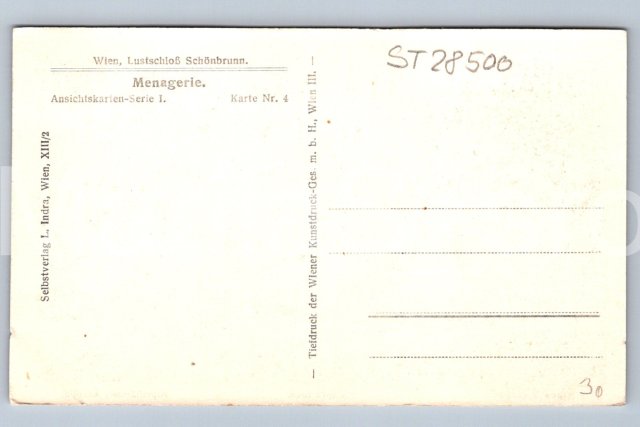 Wien, Lustschloß Schönbrunn.
Menagerie.
Ansichtskarten-Serie I. Karte Nr. 4
Selbstverlag L. Indra, Wien, XIII/2
— Tiefdruck der Wiener Kunstdruck-Ges. m. b. H., Wien III. —
ST28500
30